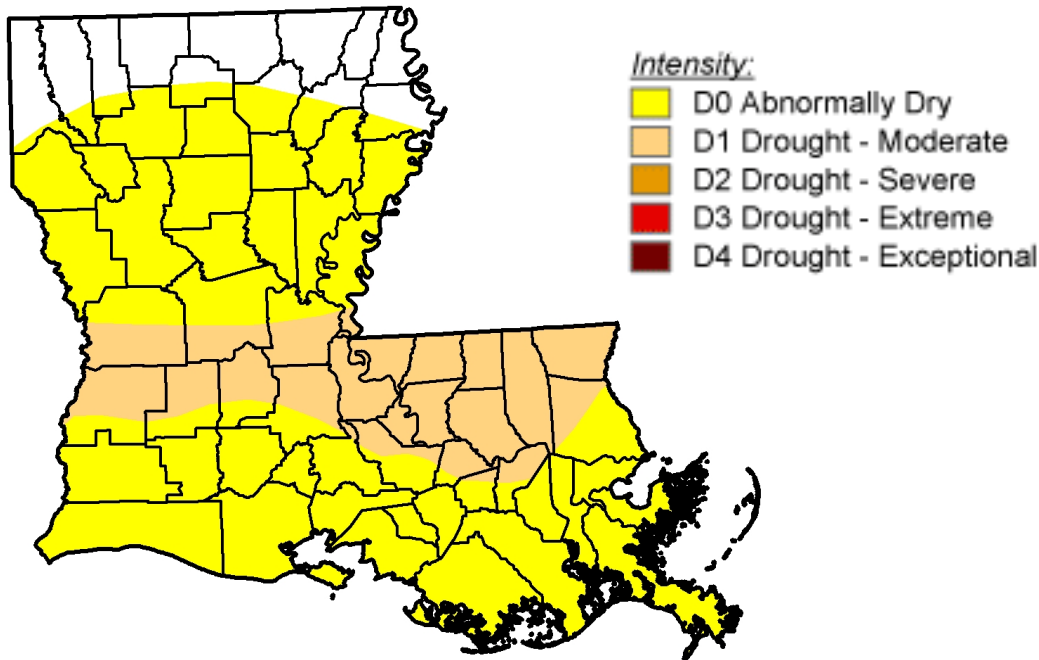 Intensity:
D0 Abnormally Dry
D1 Drought - Moderate
D2 Drought - Severe
D3 Drought - Extreme
D4 Drought - Exceptional